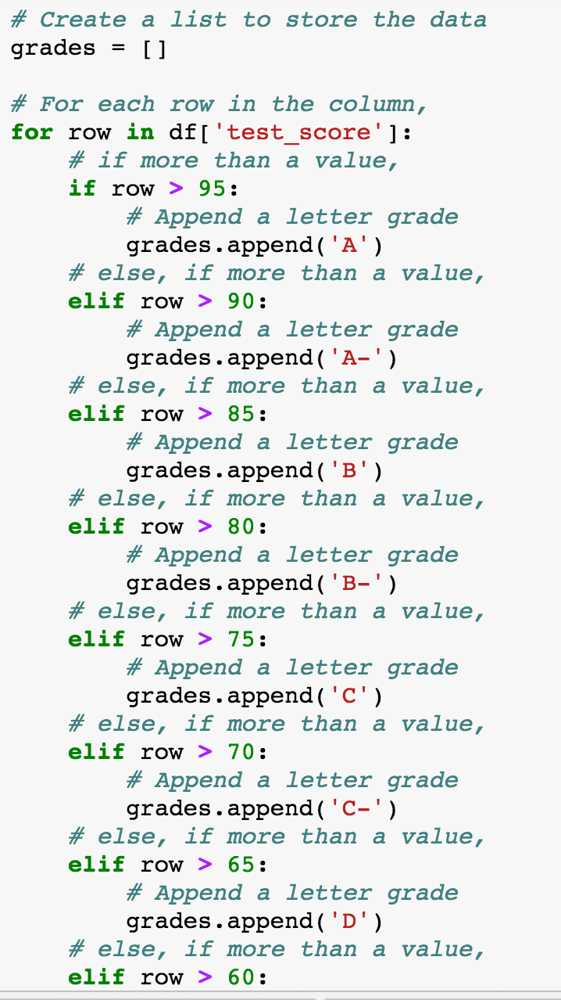 # Create a list to store the data
grades = []

# For each row in the column,
for row in df['test_score']:
    # if more than a value,
    if row > 95:
        # Append a letter grade
        grades.append('A')
    # else, if more than a value,
    elif row > 90:
        # Append a letter grade
        grades.append('A-')
    # else, if more than a value,
    elif row > 85:
        # Append a letter grade
        grades.append('B')
    # else, if more than a value,
    elif row > 80:
        # Append a letter grade
        grades.append('B-')
    # else, if more than a value,
    elif row > 75:
        # Append a letter grade
        grades.append('C')
    # else, if more than a value,
    elif row > 70:
        # Append a letter grade
        grades.append('C-')
    # else, if more than a value,
    elif row > 65:
        # Append a letter grade
        grades.append('D')
    # else, if more than a value,
    elif row > 60: